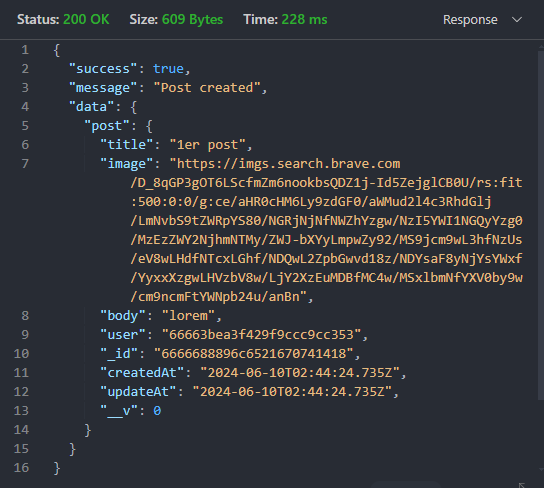 Status: 200 OK Size: 609 Bytes Time: 228 ms Response
1 {
2 "success": true,
3 "message": "Post created",
4 "data": {
5 "post": {
6 "title": "1er post",
7 "image": "https://imgs.search.brave.com
/D_8qGP3gOT6LScfmZm6nookbsQDZ1j-Id5ZejglCB0U/rs:fit
:500:0:0/g:ce/aHR0cHM6Ly9zdGF0/aWMud2l4c3RhdGlj
/LmNvbS9tZWRpYS80/NGRjNjNfNWZhYzgw/NzI5YWI1NGQyYzg0
/MzEzZWY2NjhmNTMy/ZWJ-bXYyLmpwZy92/MS9jcm9wL3hfNzUs
/eV8wLHdfNTcxLGhf/NDQwL2ZpbGwvd18z/NDYsaF8yNjYsYWxf
/YyxxXzgwLHVzbV8w/LjY2XzEuMDBfMC4w/MSxlbmNfYXV0by9w
/cm9ncmFtYWNpb24u/anBn",
8 "body": "lorem",
9 "user": "66663bea3f429f9ccc9cc353",
10 "_id": "6666688896c6521670741418",
11 "createdAt": "2024-06-10T02:44:24.735Z",
12 "updateAt": "2024-06-10T02:44:24.735Z",
13 "__v": 0
14 }
15 }
16 }